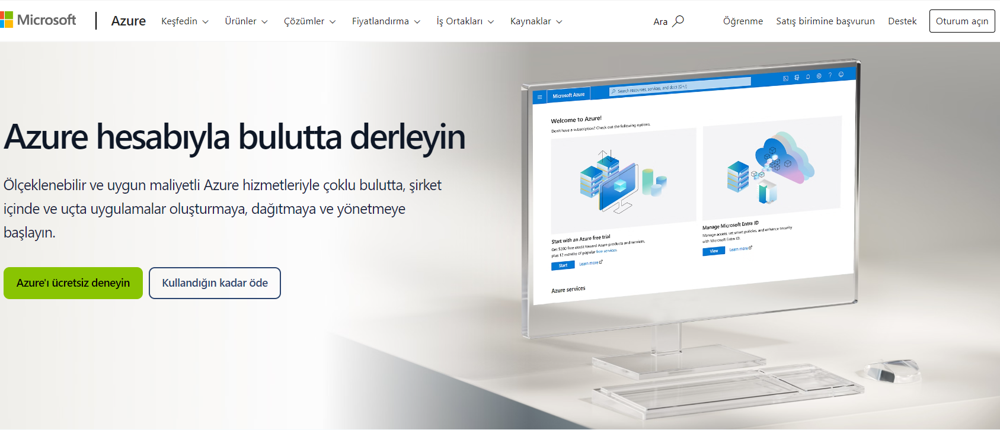 Microsoft
Azure
Keşfedin
Ürünler
Çözümler
Fiyatlandırma
İş Ortakları
Kaynaklar
Ara
Öğrenme
Satış birimine başvurun
Destek
Oturum açın
Azure hesabıyla bulutta derleyin
Ölçeklenebilir ve uygun maliyetli Azure hizmetleriyle çoklu bulutta, şirket
içinde ve uçta uygulamalar oluşturmaya, dağıtmaya ve yönetmeye
başlayın.
Azure'ı ücretsiz deneyin
Kullandığın kadar öde
Microsoft Azure
Search resources, services, and docs (G+/)
Welcome to Azure!
Don't have a subscription? Check out the following options.
Start with an Azure free trial
Get $200 free credit toward Azure products and services,
plus 12 months of popular free services.
Start
Learn more
Manage Microsoft Entra ID
Manage access, set smart policies, and enhance security
with Microsoft Entra ID.
View
Learn more
Azure services